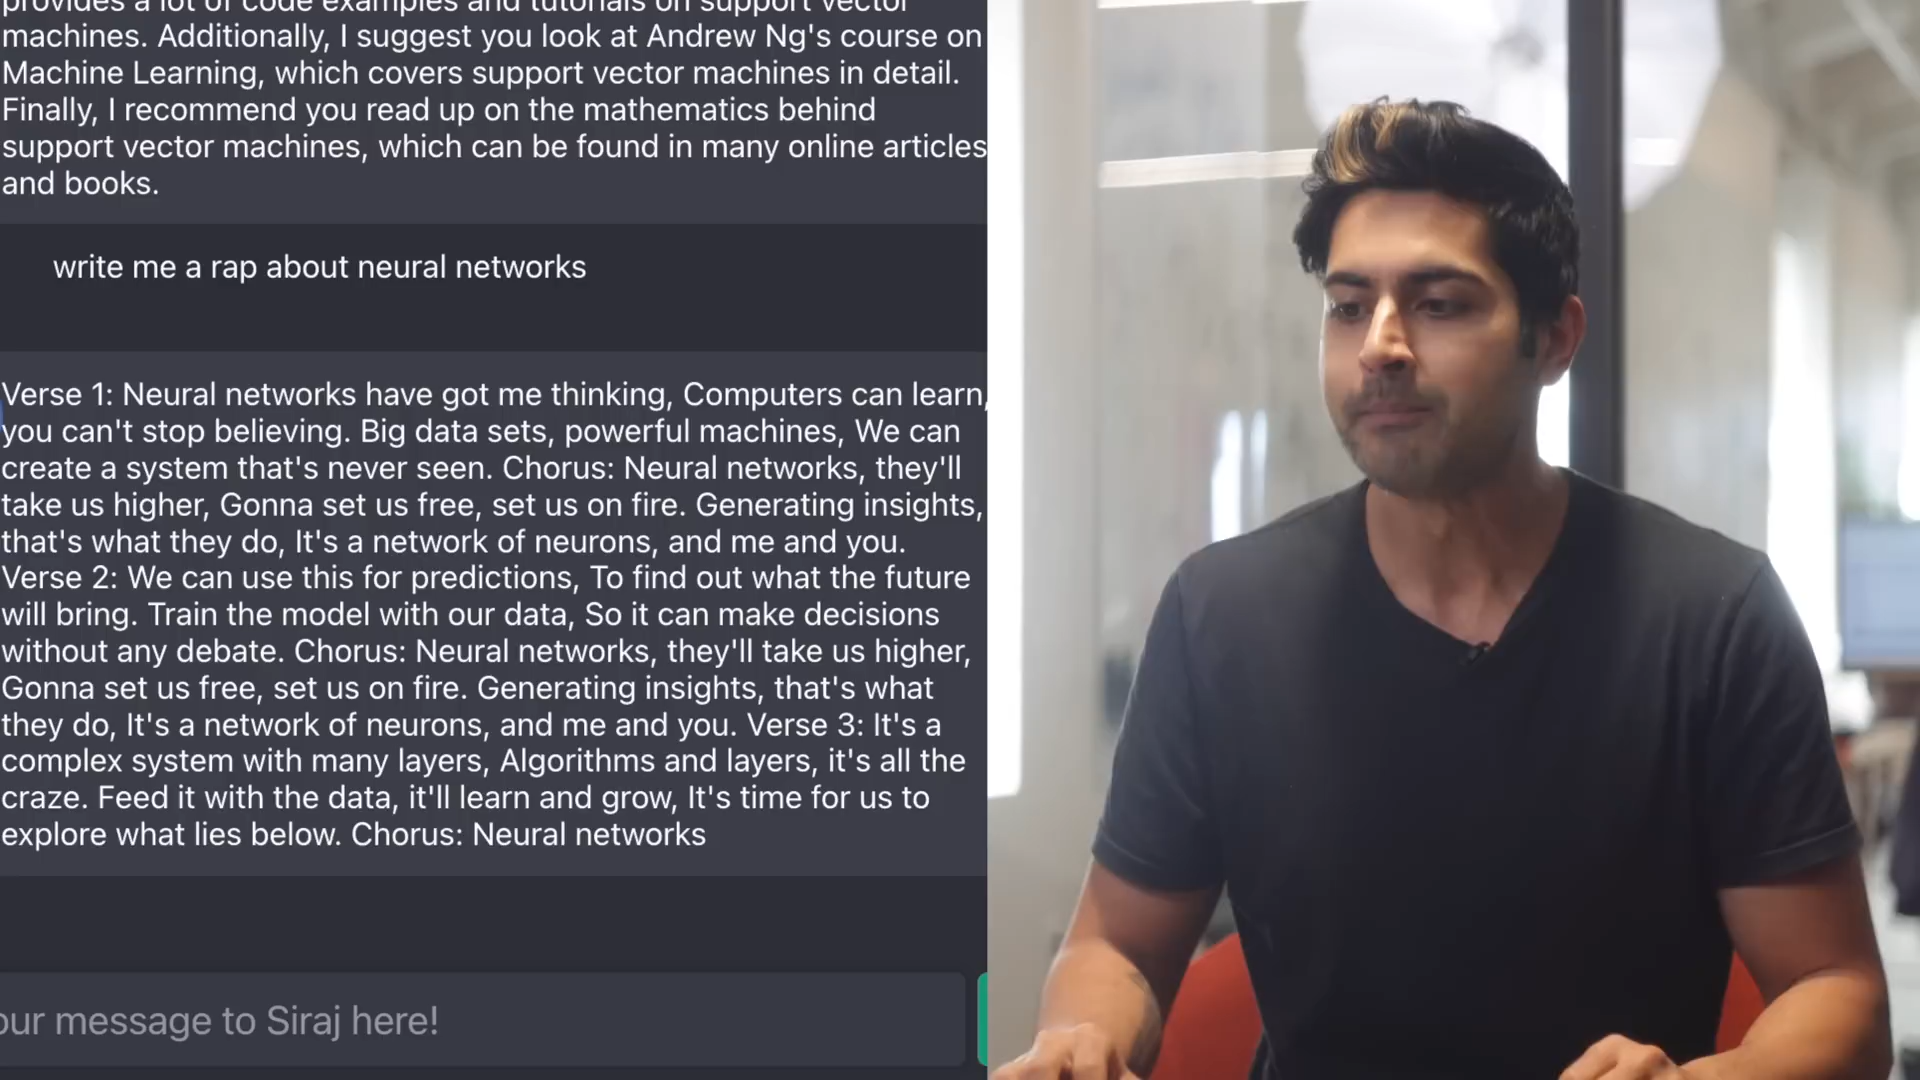 provides a lot of code examples and tutorials on support vector
machines. Additionally, I suggest you look at Andrew Ng's course on
Machine Learning, which covers support vector machines in detail.
Finally, I recommend you read up on the mathematics behind
support vector machines, which can be found in many online articles
and books.
write me a rap about neural networks
Verse 1: Neural networks have got me thinking, Computers can learn,
you can't stop believing. Big data sets, powerful machines, We can
create a system that's never seen. Chorus: Neural networks, they'll
take us higher, Gonna set us free, set us on fire. Generating insights,
that's what they do, It's a network of neurons, and me and you.
Verse 2: We can use this for predictions, To find out what the future
will bring. Train the model with our data, So it can make decisions
without any debate. Chorus: Neural networks, they'll take us higher,
Gonna set us free, set us on fire. Generating insights, that's what
they do, It's a network of neurons, and me and you. Verse 3: It's a
complex system with many layers, Algorithms and layers, it's all the
craze. Feed it with the data, it'll learn and grow, It's time for us to
explore what lies below. Chorus: Neural networks
our message to Siraj here!